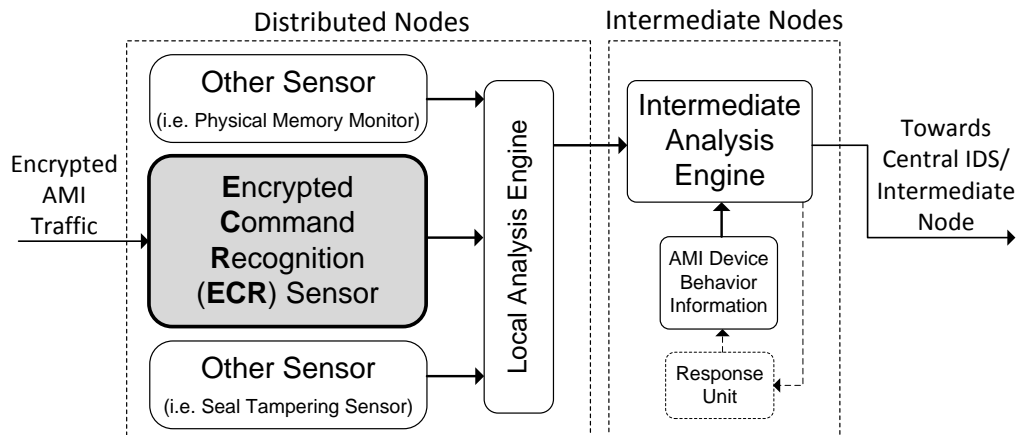 Distributed Nodes
Intermediate Nodes
Other Sensor
(i.e. Physical Memory Monitor)
Encrypted
AMI
Traffic
Encrypted
Command
Recognition
(ECR) Sensor
Other Sensor
(i.e. Seal Tampering Sensor)
Local Analysis Engine
Intermediate
Analysis
Engine
AMI Device
Behavior
Information
Response
Unit
Towards
Central IDS/
Intermediate
Node